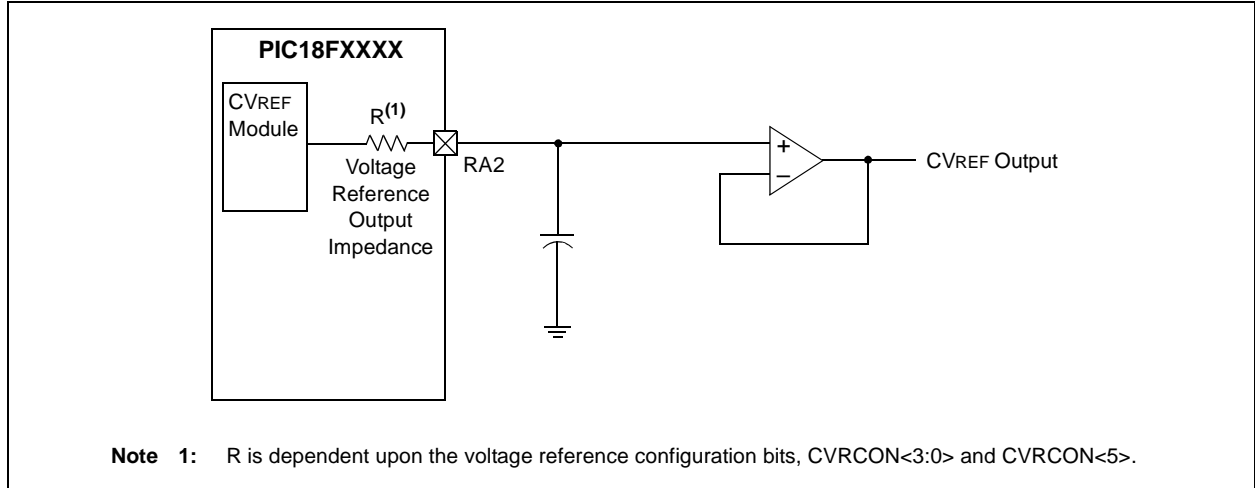 PIC18FXXXX
CVREF
Module
R(1)
Voltage
Reference
Output
Impedance
RA2
+
–
CVREF Output
Note 1: R is dependent upon the voltage reference configuration bits, CVRCON<3:0> and CVRCON<5>.